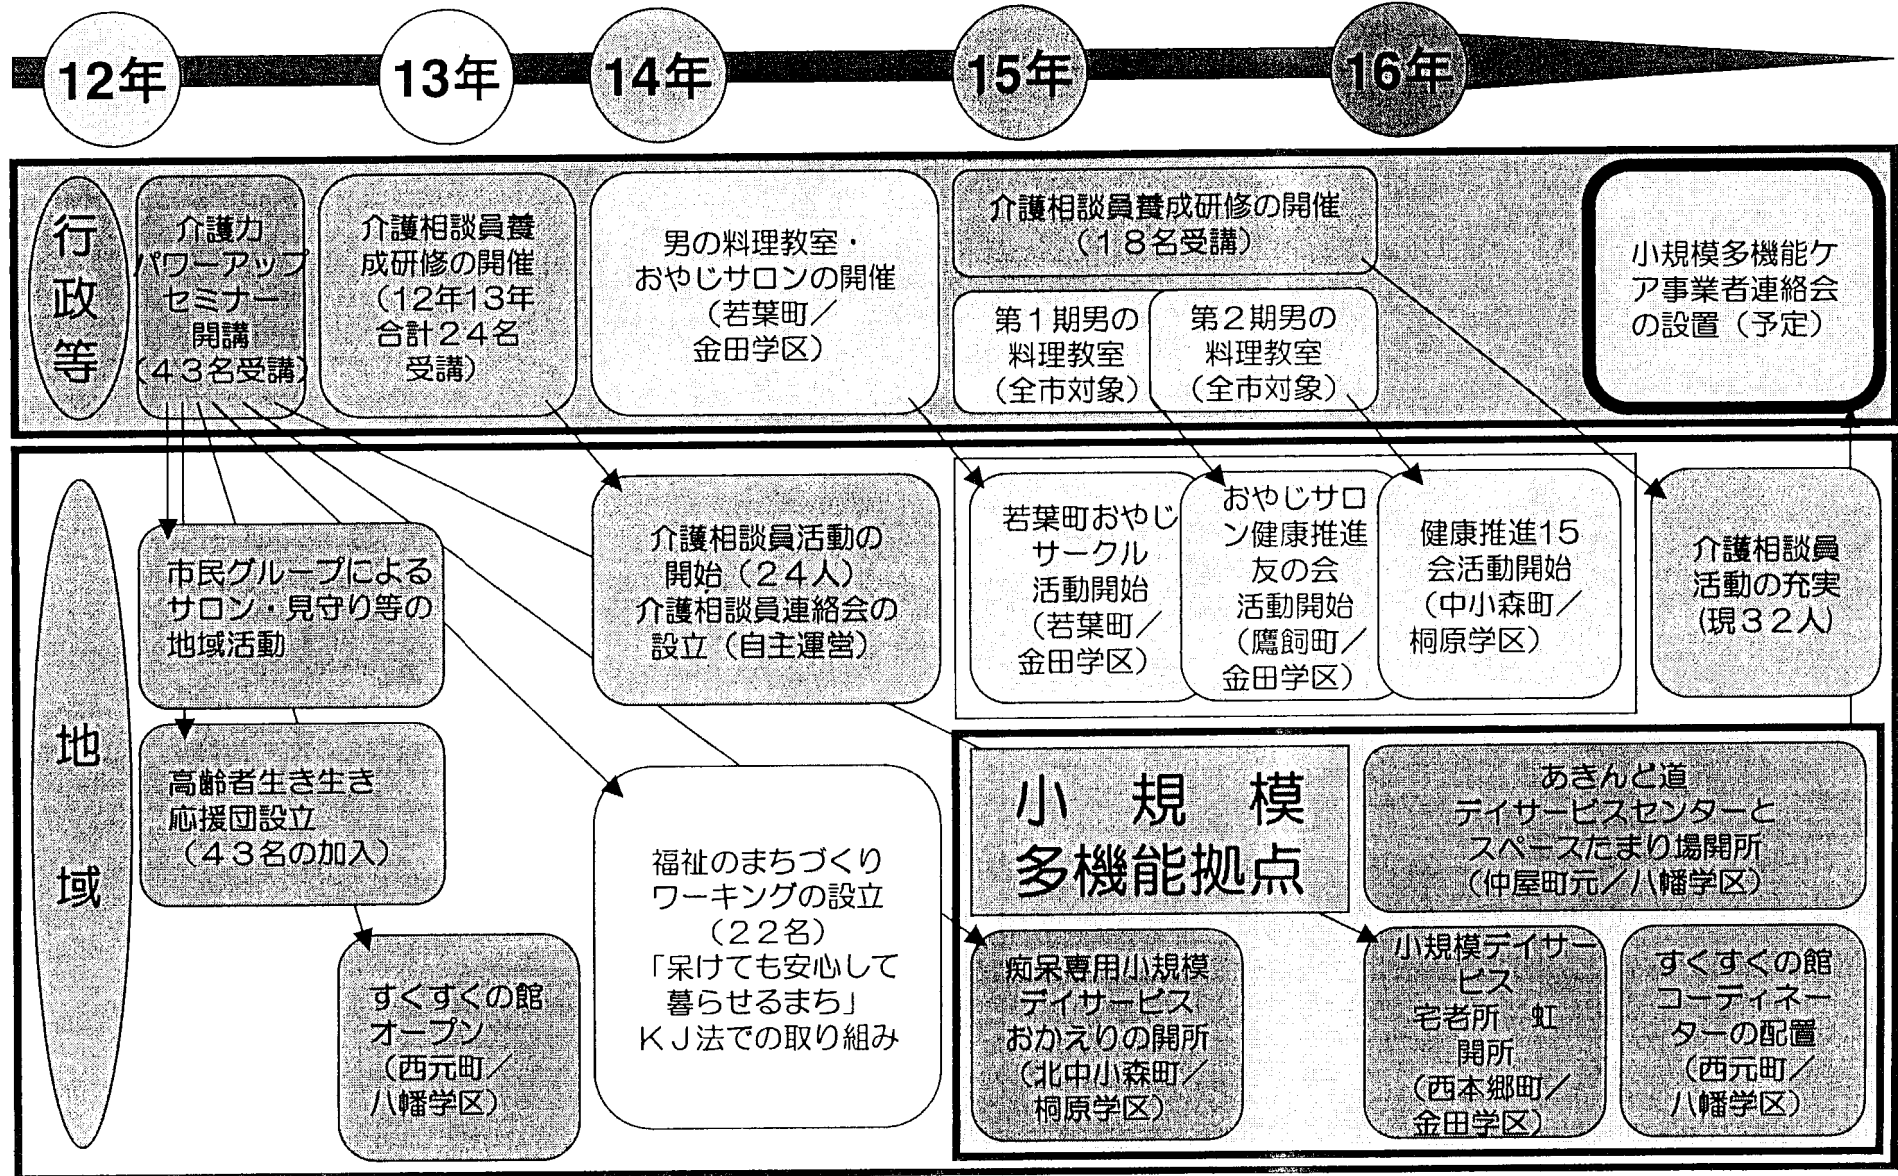 12年
13年
14年
15年
16年
行政等
介護力
パワーアップ
セミナー
開講
(43名受講)
介護相談員養
成研修の開催
(12年13年
合計24名
受講)
男の料理教室・
おやじサロンの開催
(若葉町/
金田学区)
介護相談員養成研修の開催
(18名受講)
第1期男の
料理教室
(全市対象)
第2期男の
料理教室
(全市対象)
小規模多機能ケ
ア事業者連絡会
の設置(予定)
地域
市民グループによる
サロン・見守り等の
地域活動
高齢者生き生き
応援団設立
(43名の加入)
すくすくの館
オープン
(西元町/
八幡学区)
介護相談員活動の
開始(24人)
介護相談員連絡会の
設立(自主運営)
福祉のまちづくり
ワーキングの設立
(22名)
「呆けても安心して
暮らせるまち」
KJ法での取り組み
若葉町おやじ
サークル
活動開始
(若葉町/
金田学区)
おやじサロ
ン健康推進
友の会
活動開始
(鷹飼町/
金田学区)
健康推進15
会活動開始
(中小森町/
桐原学区)
介護相談員
活動の充実
(現32人)
小規模
多機能拠点
あきんど道
デイサービスセンターと
スペースたまり場開所
(仲屋町元/八幡学区)
痴呆専用小規模
デイサービス
おかえりの開所
(北中小森町/
桐原学区)
小規模デイサー
ビス
宅老所 虹
開所
(西本郷町/
金田学区)
すくすくの館
コーディネー
ターの配置
(西元町/
八幡学区)